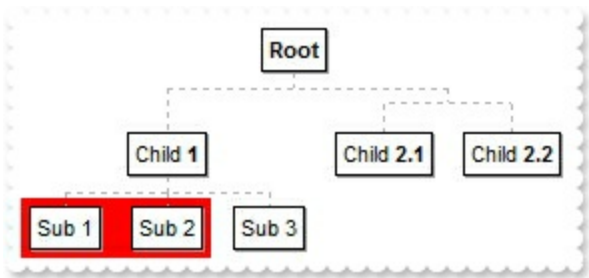 Root
Child 1
Child 2.1
Child 2.2
Sub 1
Sub 2
Sub 3